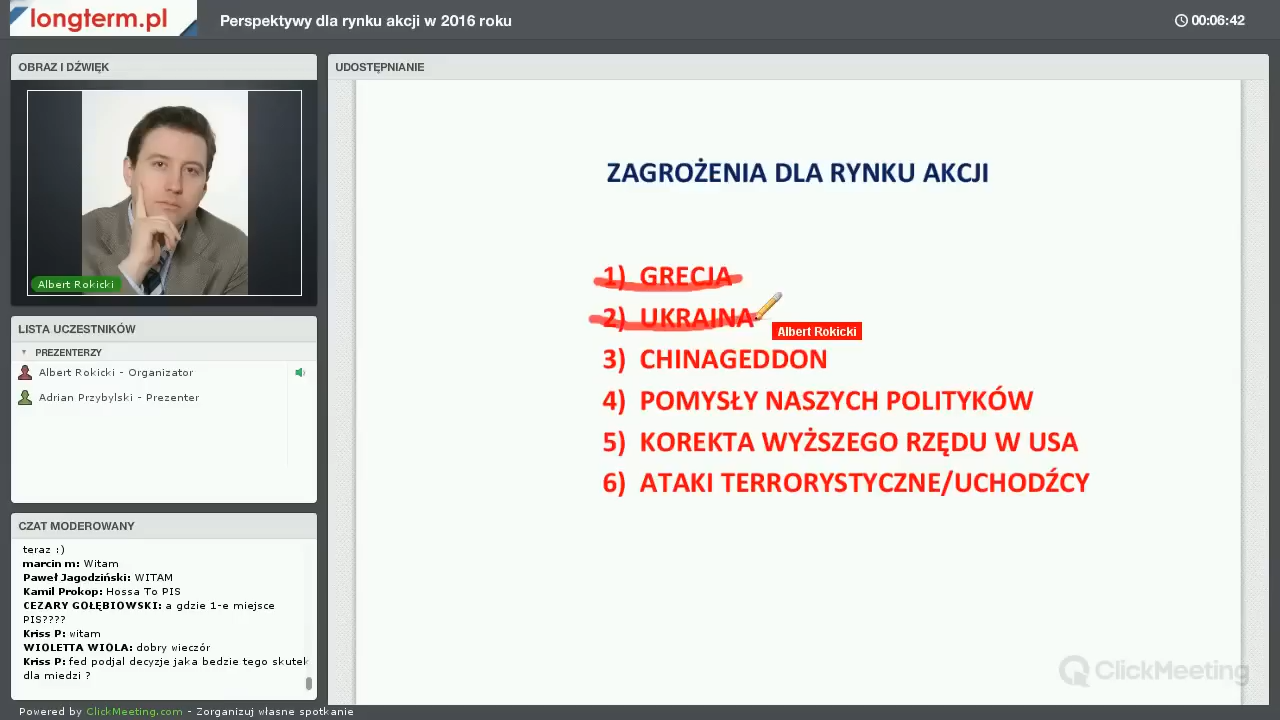 longterm.pl
Perspektywy dla rynku akcji w 2016 roku
00:06:42
OBRAZ I DŹWIĘK
Albert Rokicki
LISTA UCZESTNIKÓW
PREZENTERZY
Albert Rokicki - Organizator
Adrian Przybylski - Prezenter
CZAT MODEROWANY
teraz :)
marcin m: Witam
Paweł Jagodziński: WITAM
Kamil Prokop: Hossa To PIS
CEZARY GOŁĘBIOWSKI: a gdzie 1-e miejsce
PIS????
Kriss P: witam
WIOLETTA WIOLA: dobry wieczór
Kriss P: fed podjal decyzje jaka bedzie tego skutek
dla miedzi ?
UDOSTĘPNIANIE
ZAGROŻENIA DLA RYNKU AKCJI
1) GRECJA
2) UKRAINA
Albert Rokicki
3) CHINAGEDDON
4) POMYSŁY NASZYCH POLITYKÓW
5) KOREKTA WYŻSZEGO RZĘDU W USA
6) ATAKI TERRORYSTYCZNE/UCHODŹCY
ClickMeeting
Powered by ClickMeeting.com - Zorganizuj własne spotkanie